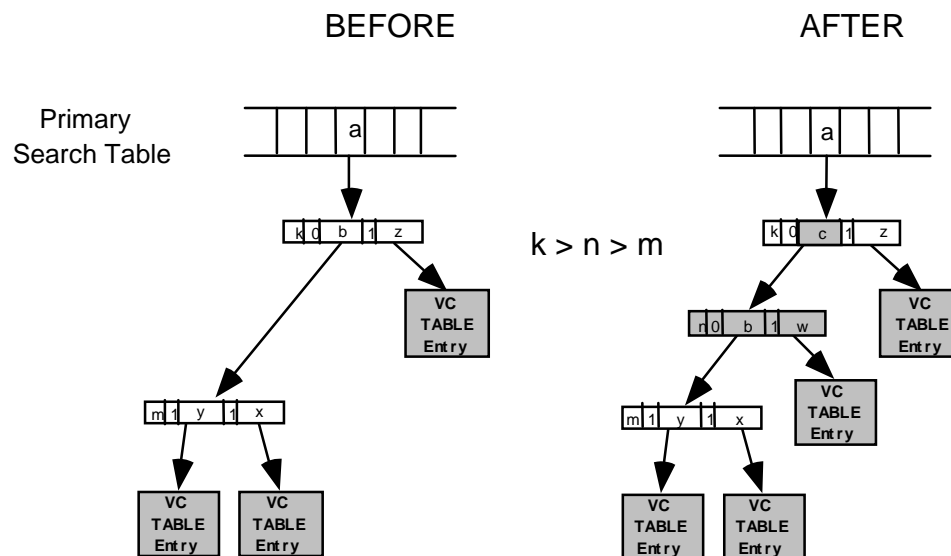 BEFORE
AFTER
Primary
Search Table
a
a
k 0 b 1 z
k 0 c 1 z
k > n > m
VC
TABLE
Entry
VC
TABLE
Entry
n 0 b 1 w
m 1 y 1 x
m 1 y 1 x
VC
TABLE
Entry
VC
TABLE
Entry
VC
TABLE
Entry
VC
TABLE
Entry
VC
TABLE
Entry